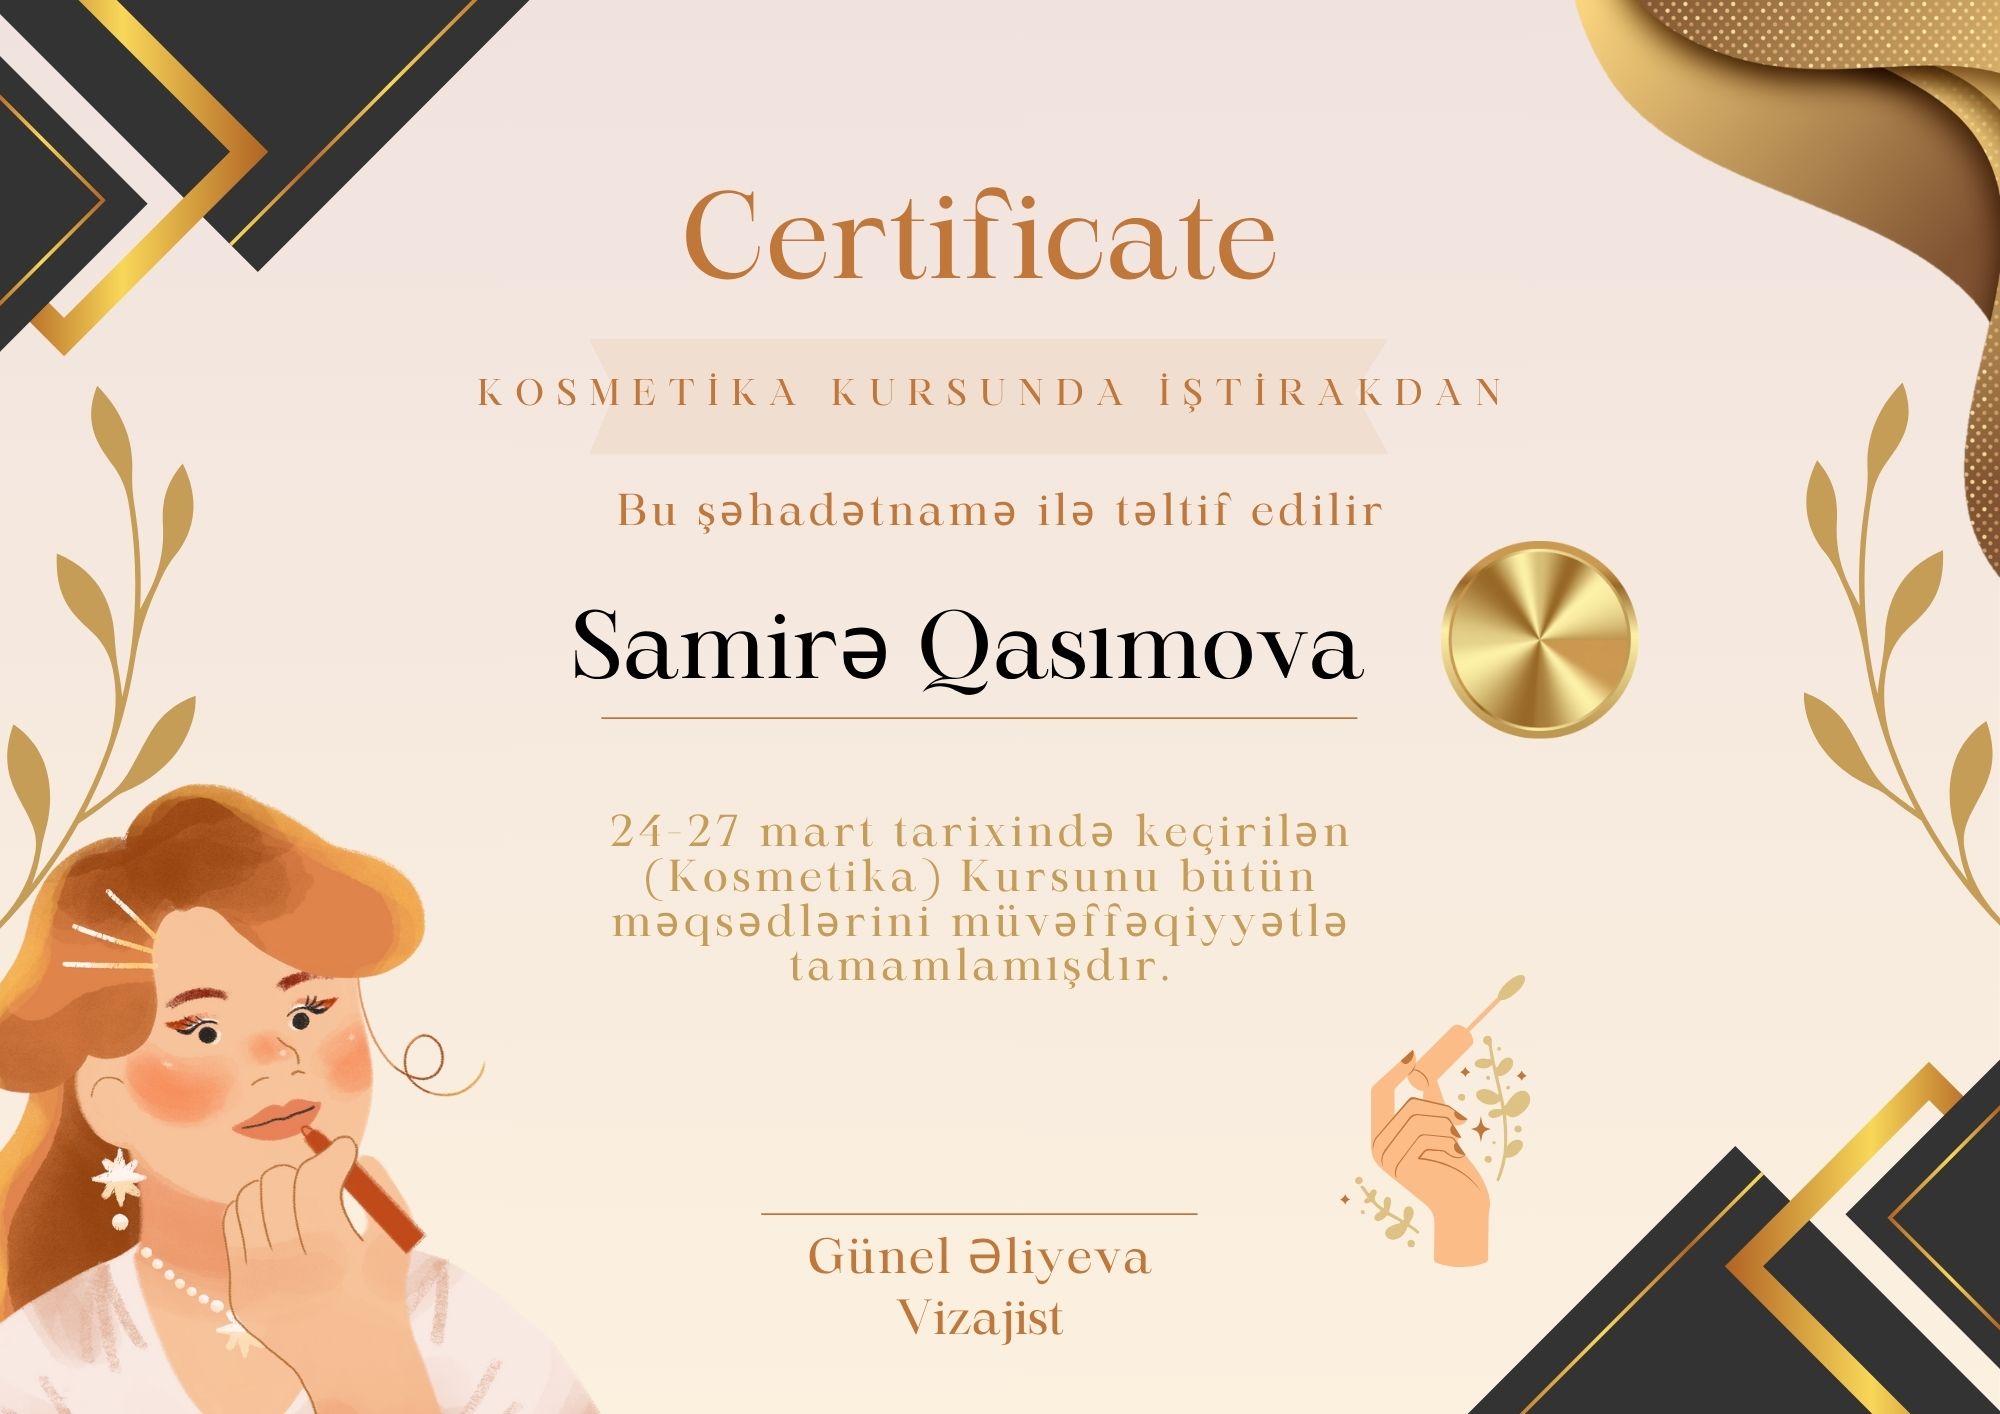 Certificate
KOSMETİKA KURSUNDA İŞTİRAKDAN
Bu şəhadətnamə ilə təltif edilir
Samirə Qasımova
24-27 mart tarixində keçirilən
(Kosmetika) Kursunu bütün
məqsədlərini müvəffəqiyyətlə
tamamlamışdır.
Günel Əliyeva
Vizajist